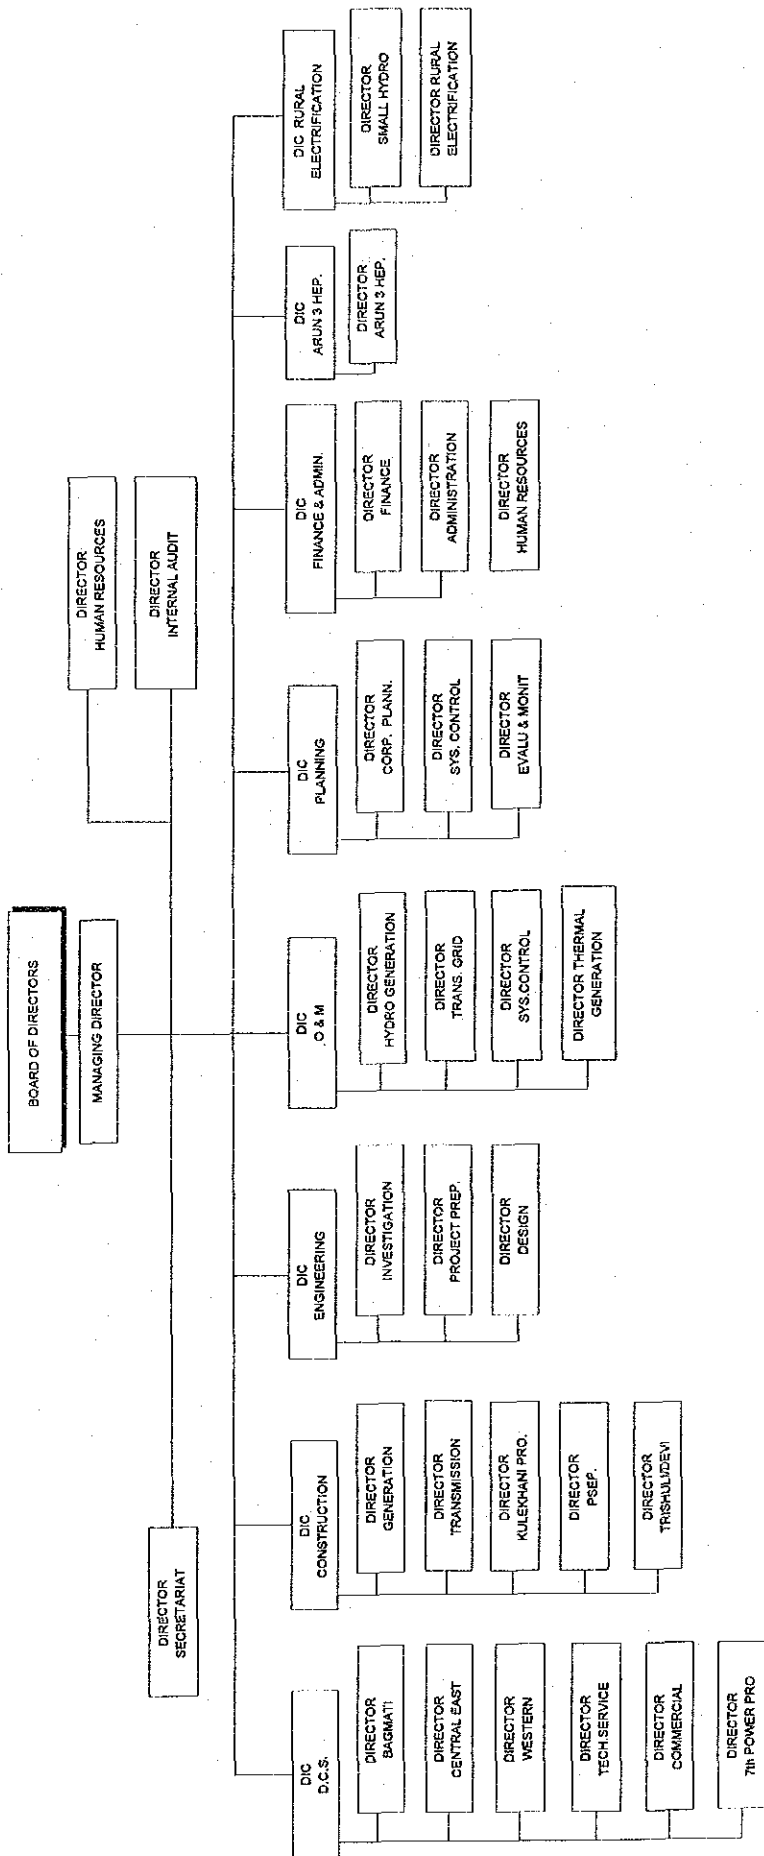 BOARD OF DIRECTORS
MANAGING DIRECTOR
DIRECTOR
HUMAN RESOURCES
DIRECTOR
SECRETARIAT
DIRECTOR
INTERNAL AUDIT
DIC
D.C.S.
DIRECTOR
BAGMATI
DIRECTOR
CENTRAL EAST
DIRECTOR
WESTERN
DIRECTOR
TECH.SERVICE
DIRECTOR
COMMERCIAL
DIRECTOR
7th POWER PRO
DIC
CONSTRUCTION
DIRECTOR
GENERATION
DIRECTOR
TRANSMISSION
DIRECTOR
KULEKHANI PRO.
DIRECTOR
PSEP.
DIRECTOR
TRISHULI/DEVI
DIC
ENGINEERING
DIRECTOR
INVESTIGATION
DIRECTOR
PROJECT PREP.
DIRECTOR
DESIGN
DIC
O & M
DIRECTOR
HYDRO GENERATION
DIRECTOR
TRANS. GRID
DIRECTOR
SYS.CONTROL
DIRECTOR THERMAL
GENERATION
DIC
PLANNING
DIRECTOR
CORP. PLANN.
DIRECTOR
SYS. CONTROL
DIRECTOR
EVALU & MONIT
DIC
FINANCE & ADMIN.
DIRECTOR
FINANCE
DIRECTOR
ADMINISTRATION
DIRECTOR
HUMAN RESOURCES
DIC
ARUN 3 HEP.
DIRECTOR
ARUN 3 HEP.
DIC RURAL
ELECTRIFICATION
DIRECTOR
SMALL HYDRO
DIRECTOR RURAL
ELECTRIFICATION